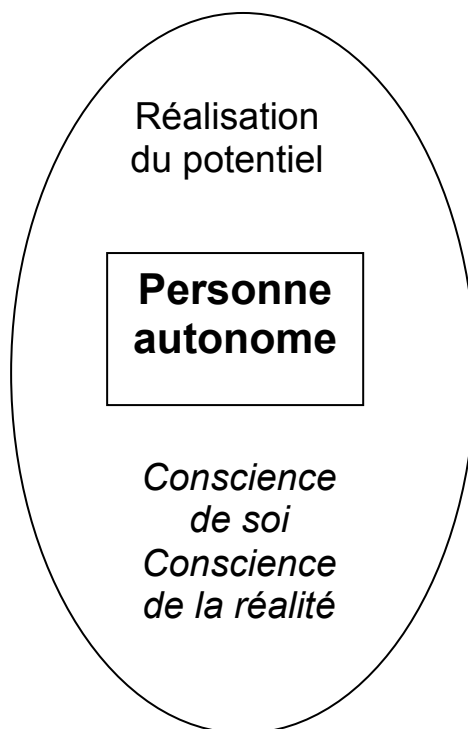 Réalisation
du potentiel
Personne
autonome
Conscience
de soi
Conscience
de la réalité